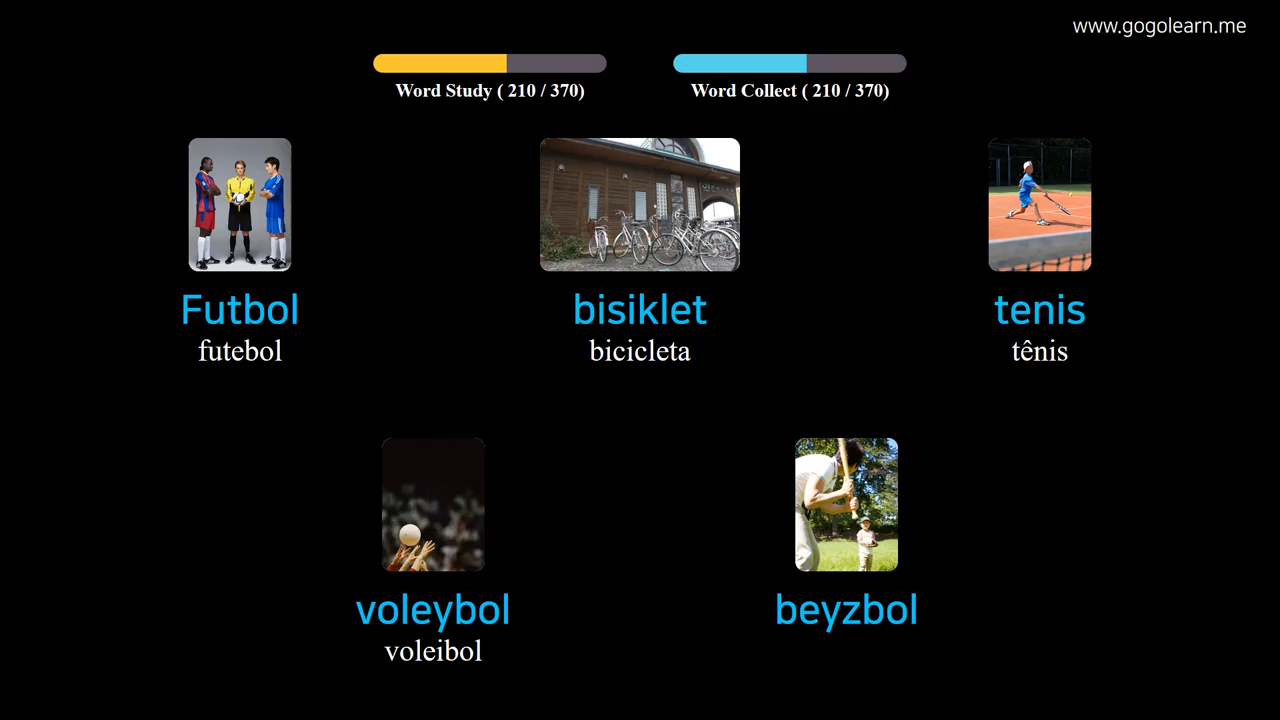 www.gogolearn.me
Word Study ( 210 / 370)
Word Collect ( 210 / 370)
Futbol
futebol
bisiklet
bicicleta
tenis
tênis
voleybol
voleibol
beyzbol